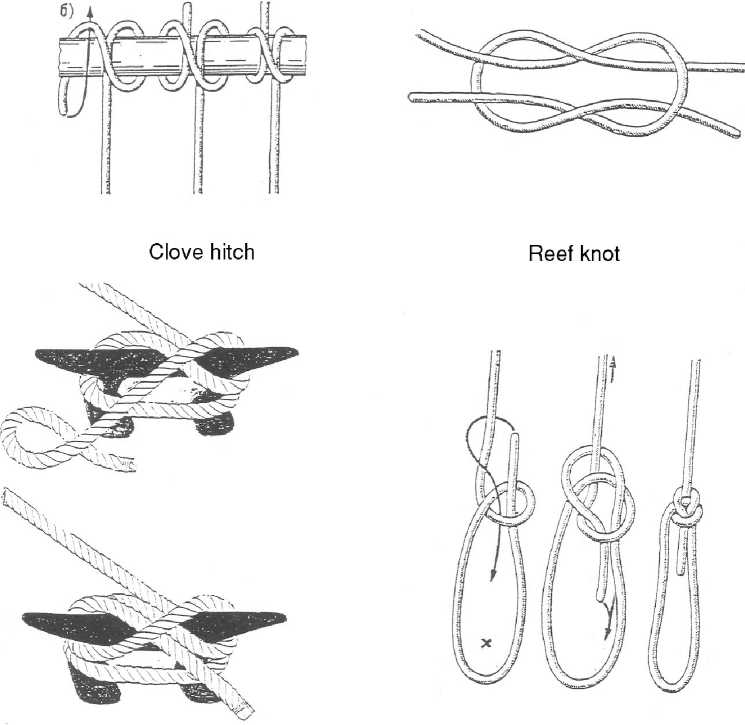 б)
Clove hitch
Reef knot
x